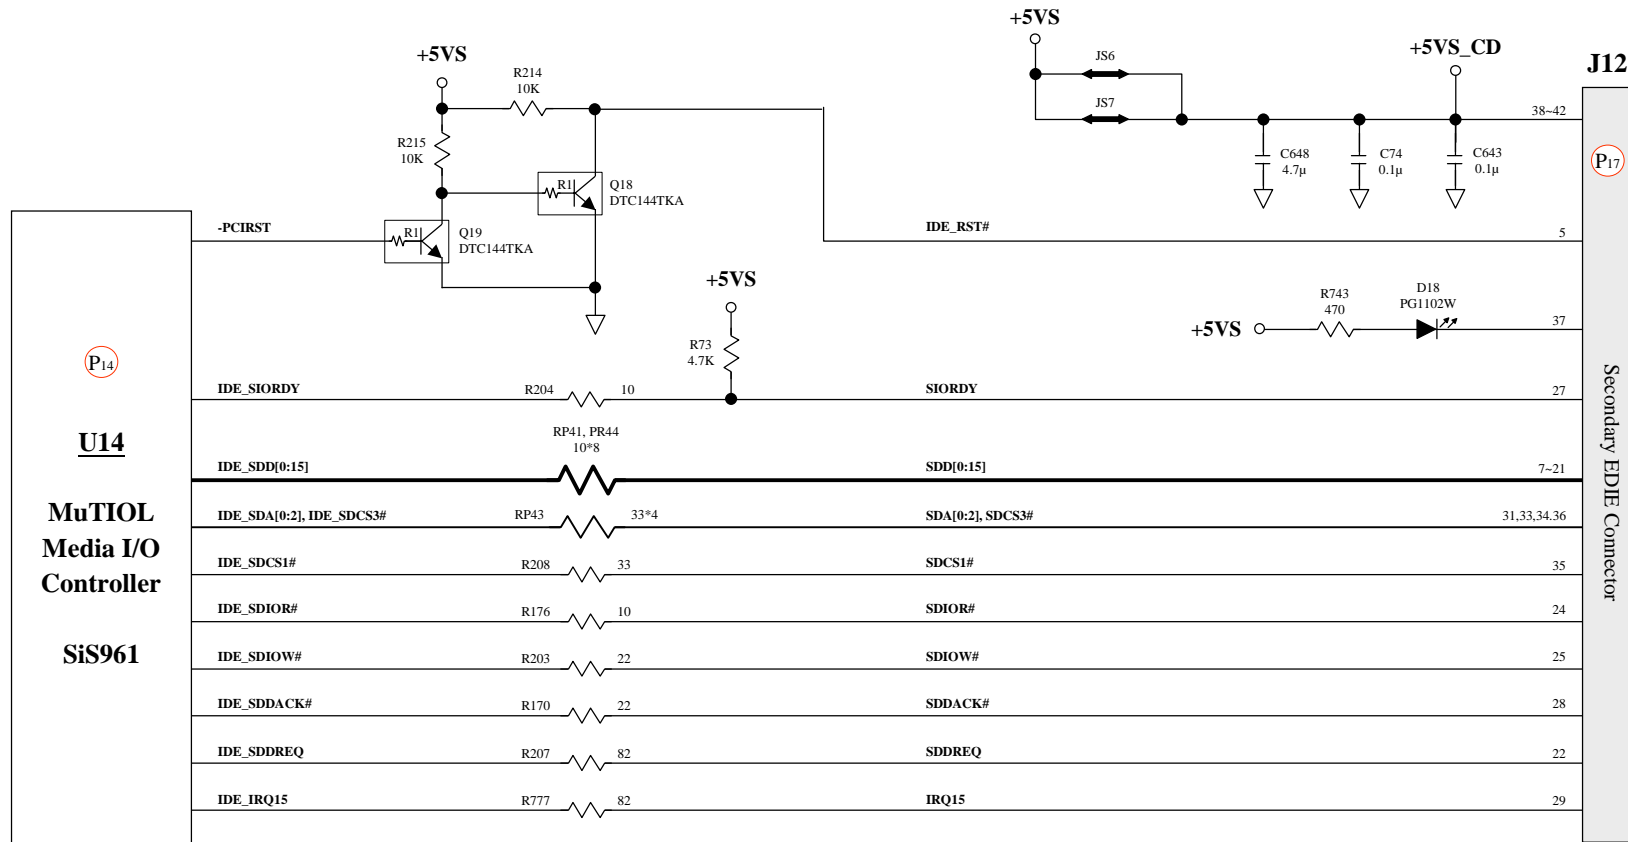 +5VS
JS6
JS7
+5VS_CD
J12
38~42
C648
4.7μ
C74
0.1μ
C643
0.1μ
P17
+5VS
R214
10K
R215
10K
R1
Q18
DTC144TKA
-PCIRST
R1
Q19
DTC144TKA
IDE_RST#
5
+5VS
R73
4.7K
+5VS
R743
470
D18
PG1102W
37
P14
U14
MuTIOL
Media I/O
Controller
SiS961
IDE_SIORDY
R204
10
SIORDY
27
RP41, PR44
10*8
IDE_SDD[0:15]
SDD[0:15]
7~21
IDE_SDA[0:2], IDE_SDCS3#
RP43
33*4
SDA[0:2], SDCS3#
31,33,34.36
IDE_SDCS1#
R208
33
SDCS1#
35
IDE_SDIOR#
R176
10
SDIOR#
24
IDE_SDIOW#
R203
22
SDIOW#
25
IDE_SDDACK#
R170
22
SDDACK#
28
IDE_SDDREQ
R207
82
SDDREQ
22
IDE_IRQ15
R777
82
IRQ15
29
Secondary EDIE Connector